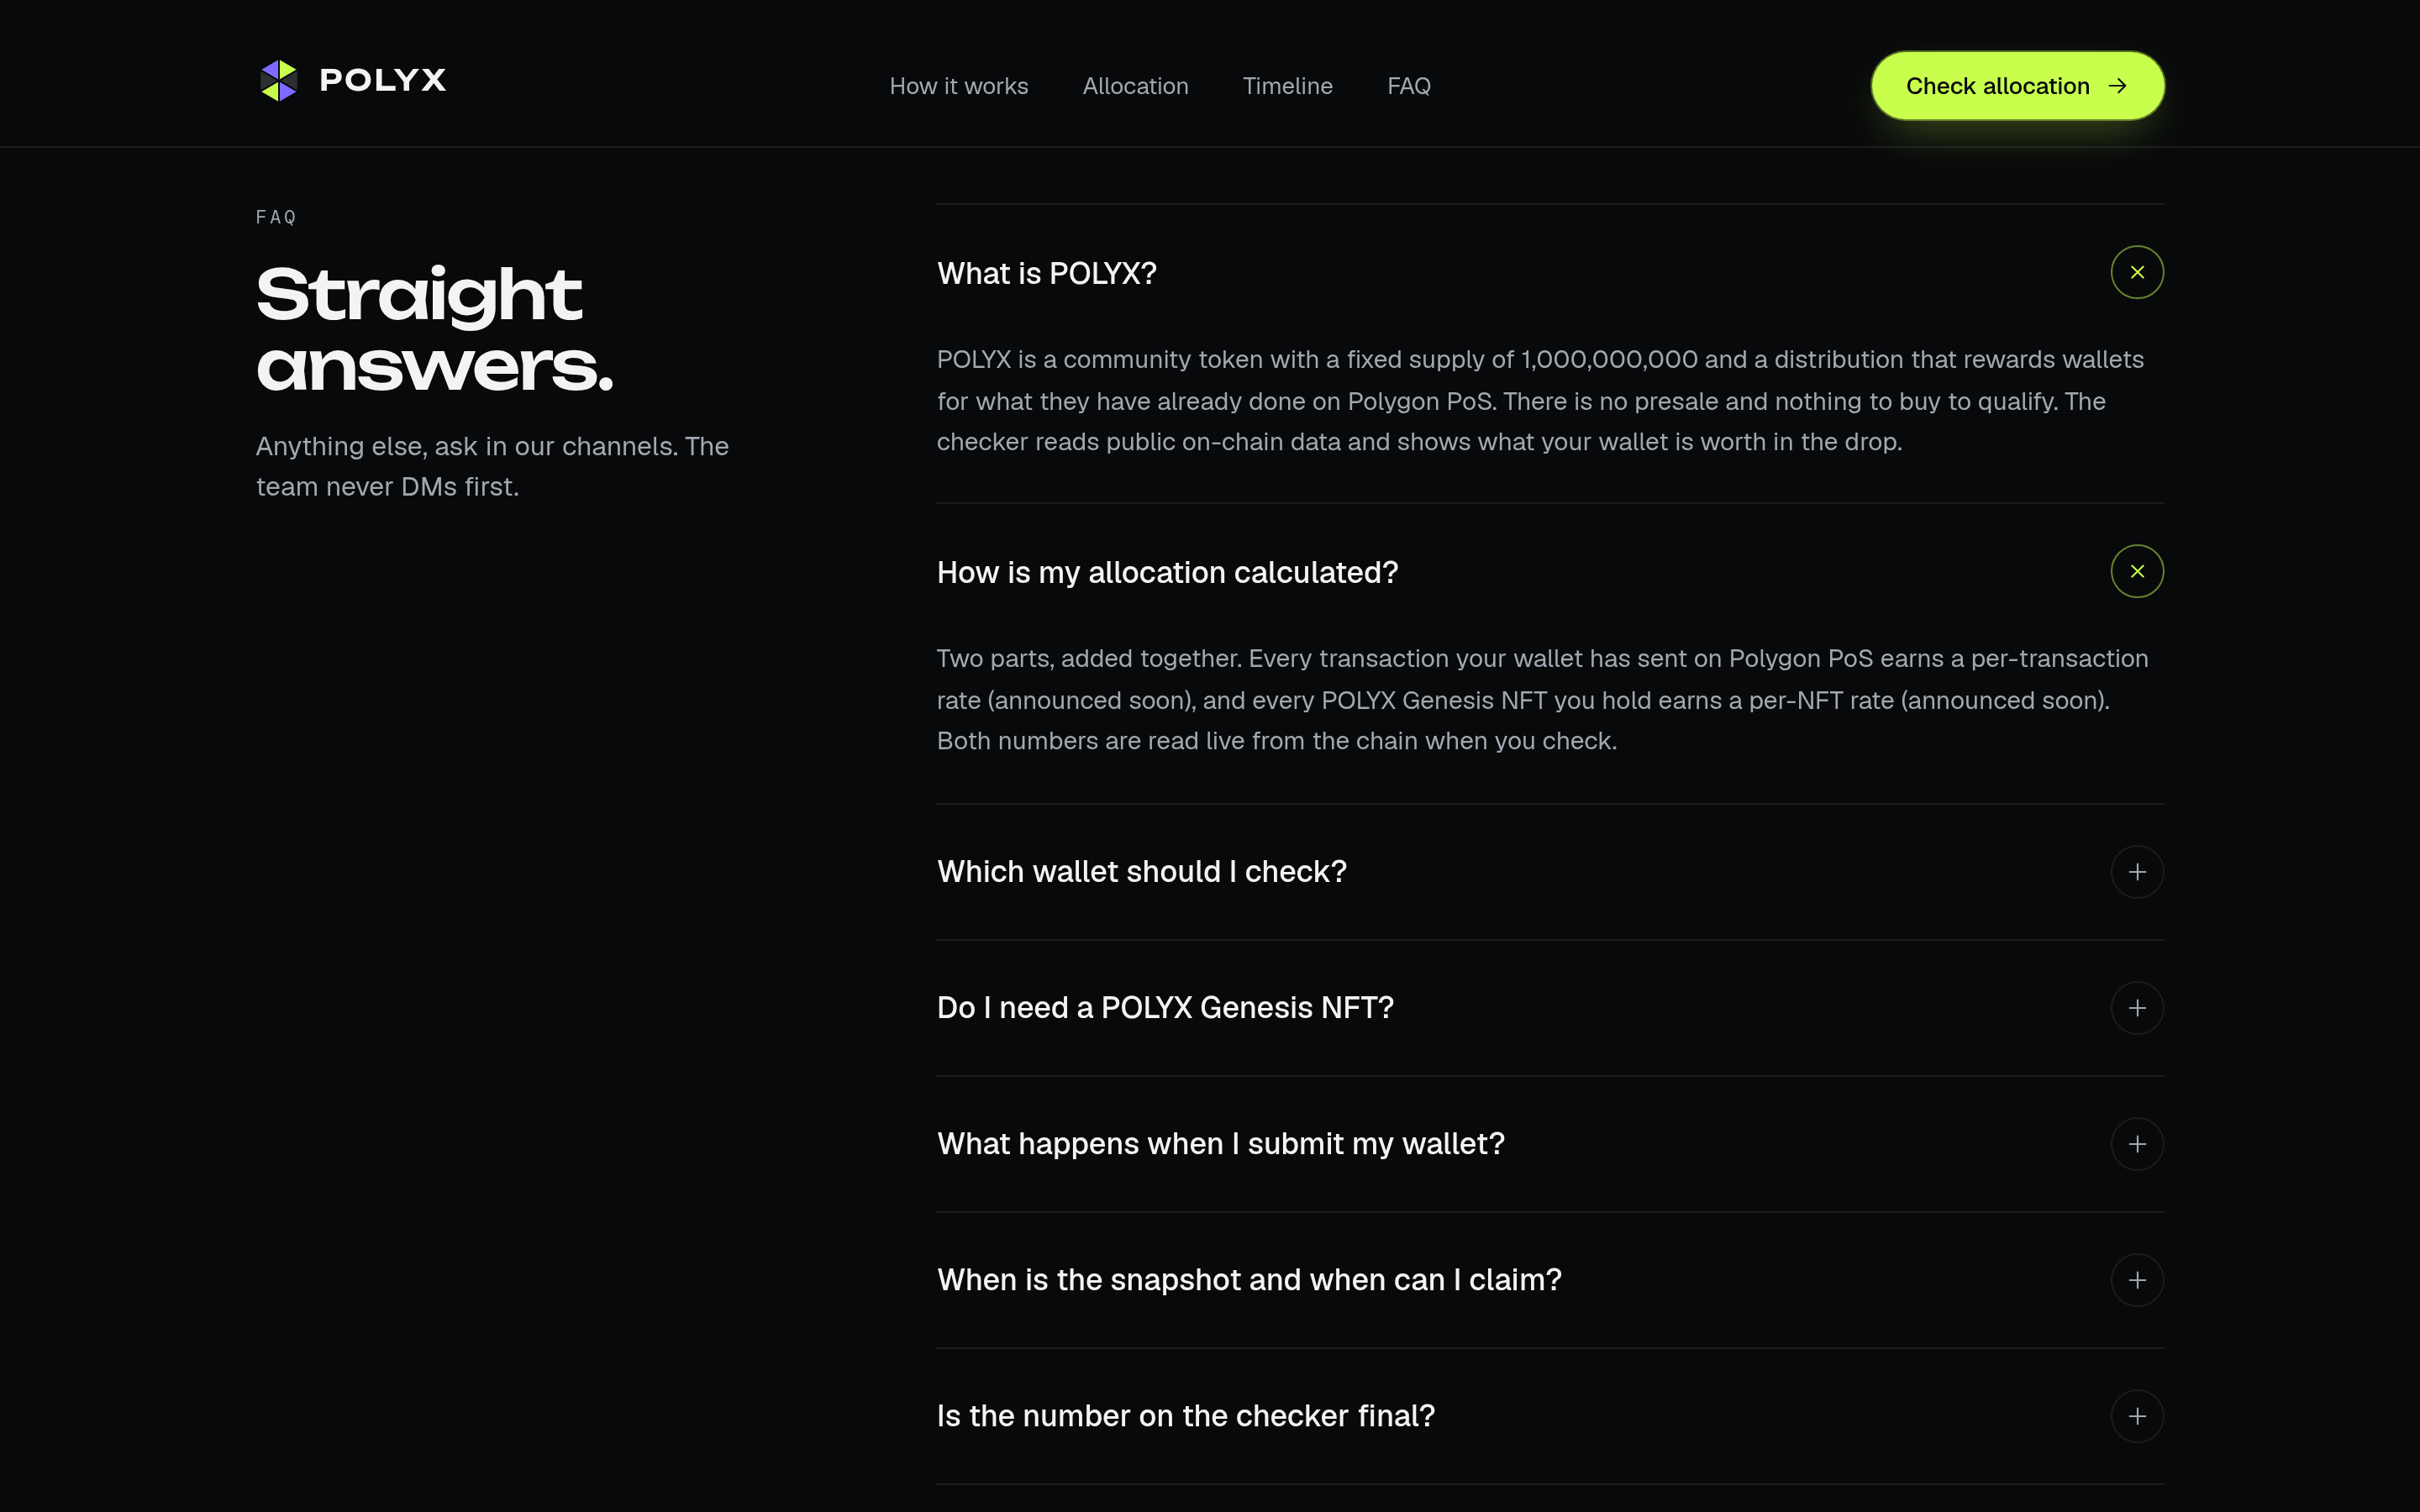 POLYX
How it works
Allocation
Timeline
FAQ
Check allocation
FAQ
Straight
answers.
Anything else, ask in our channels. The
team never DMs first.
What is POLYX?
POLYX is a community token with a fixed supply of 1,000,000,000 and a distribution that rewards wallets
for what they have already done on Polygon PoS. There is no presale and nothing to buy to qualify. The
checker reads public on-chain data and shows what your wallet is worth in the drop.
How is my allocation calculated?
Two parts, added together. Every transaction your wallet has sent on Polygon PoS earns a per-transaction
rate (announced soon), and every POLYX Genesis NFT you hold earns a per-NFT rate (announced soon).
Both numbers are read live from the chain when you check.
Which wallet should I check?
Do I need a POLYX Genesis NFT?
What happens when I submit my wallet?
When is the snapshot and when can I claim?
Is the number on the checker final?